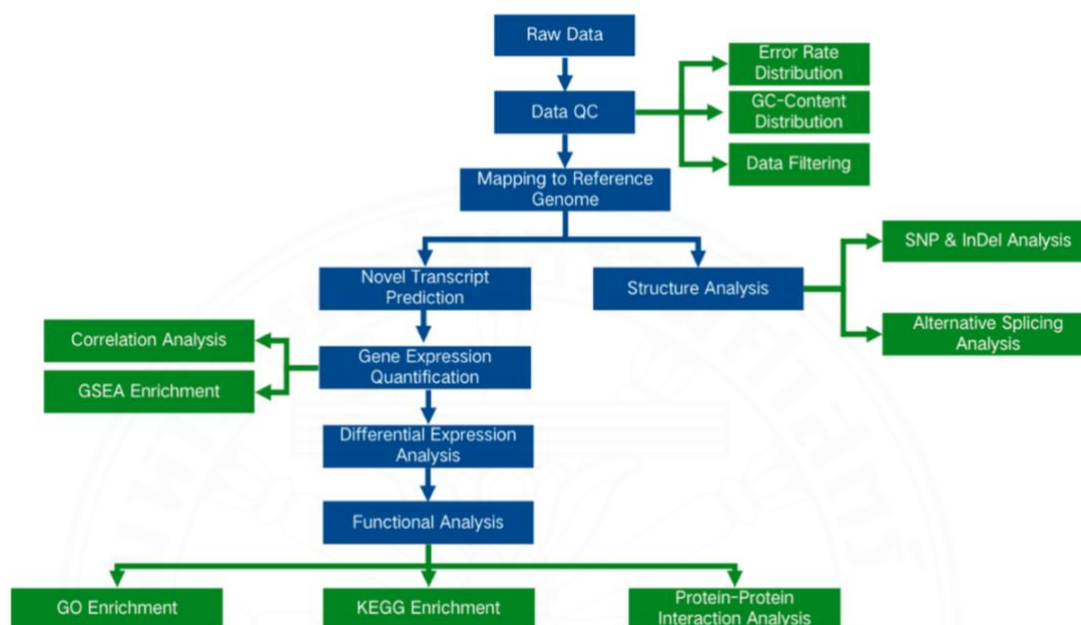 Raw Data
Error Rate
Distribution
Data QC
GC-Content
Distribution
Data Filtering
Mapping to Reference
Genome
SNP & InDel Analysis
Novel Transcript
Prediction
Structure Analysis
Alternative Splicing
Analysis
Correlation Analysis
Gene Expression
Quantification
GSEA Enrichment
Differential Expression
Analysis
Functional Analysis
GO Enrichment
KEGG Enrichment
Protein-Protein
Interaction Analysis